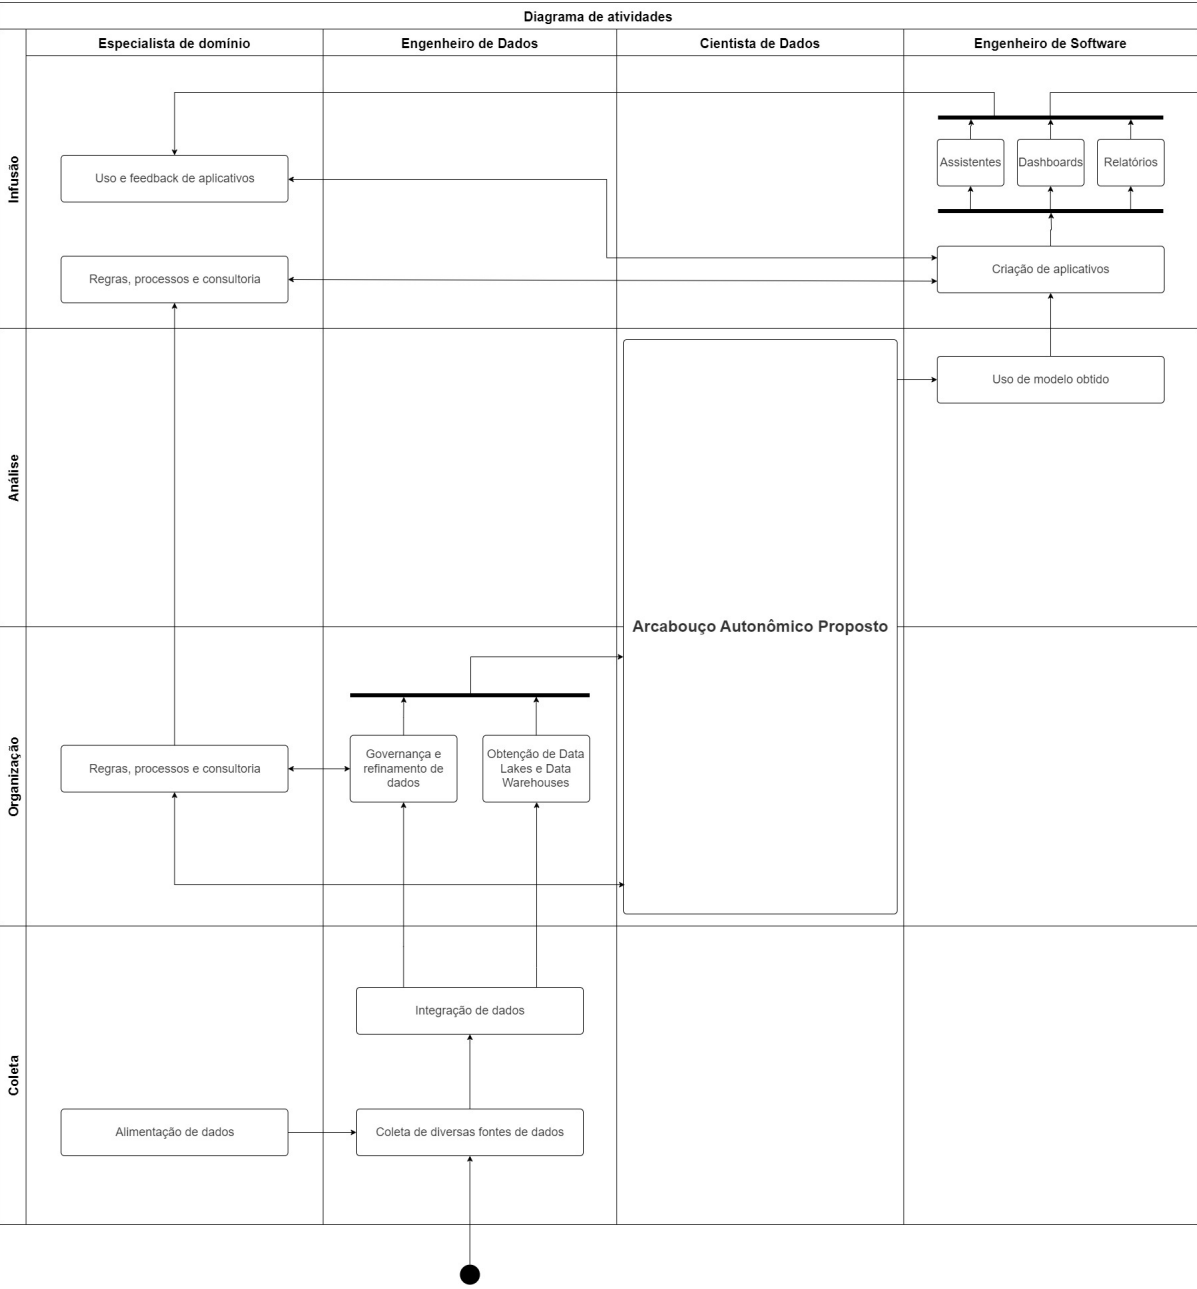 Diagrama de atividades
Especialista de domínio
Engenheiro de Dados
Cientista de Dados
Engenheiro de Software
Infusão
Assistentes
Dashboards
Relatórios
Uso e feedback de aplicativos
Regras, processos e consultoria
Criação de aplicativos
Análise
Uso de modelo obtido
Arcabouço Autonômico Proposto
Organização
Regras, processos e consultoria
Governança e
refinamento de
dados
Obtenção de Data
Lakes e Data
Warehouses
Coleta
Integração de dados
Alimentação de dados
Coleta de diversas fontes de dados